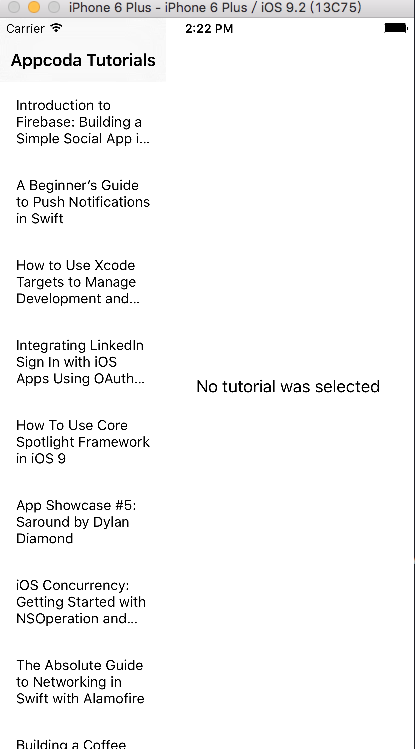 iPhone 6 Plus - iPhone 6 Plus / iOS 9.2 (13C75)
Carrier 2:22 PM
Appcoda Tutorials
Introduction to
Firebase: Building a
Simple Social App i...
A Beginner’s Guide
to Push Notifications
in Swift
How to Use Xcode
Targets to Manage
Development and...
Integrating LinkedIn
Sign In with iOS
Apps Using OAuth...
How To Use Core
Spotlight Framework
in iOS 9
App Showcase #5:
Saround by Dylan
Diamond
iOS Concurrency:
Getting Started with
NSOperation and...
The Absolute Guide
to Networking in
Swift with Alamofire
Building a Coffee
No tutorial was selected